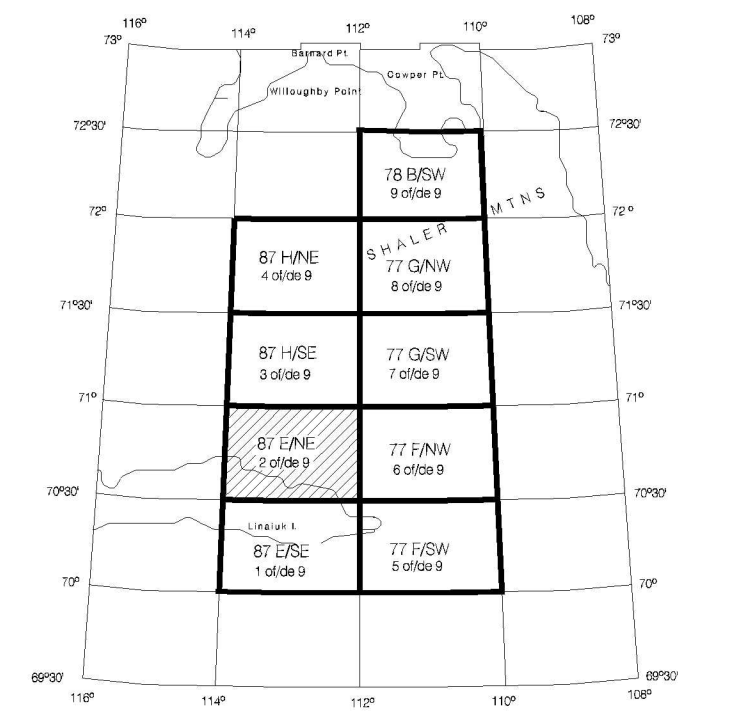 116°
114°
112°
110°
108°
73°
73°
Barnard Pt.
Cowper Pt.
Willoughby Point
72°30'
72°30'
78 B/SW
9 of/de 9
MTNS
72°
72°
SHALER
87 H/NE
4 of/de 9
77 G/NW
8 of/de 9
71°30'
71°30'
87 H/SE
3 of/de 9
77 G/SW
7 of/de 9
71°
71°
87 E/NE
2 of/de 9
77 F/NW
6 of/de 9
70°30'
70°30'
Linaluk I.
87 E/SE
1 of/de 9
77 F/SW
5 of/de 9
70°
70°
69°30'
69°30'
116°
114°
112°
110°
108°